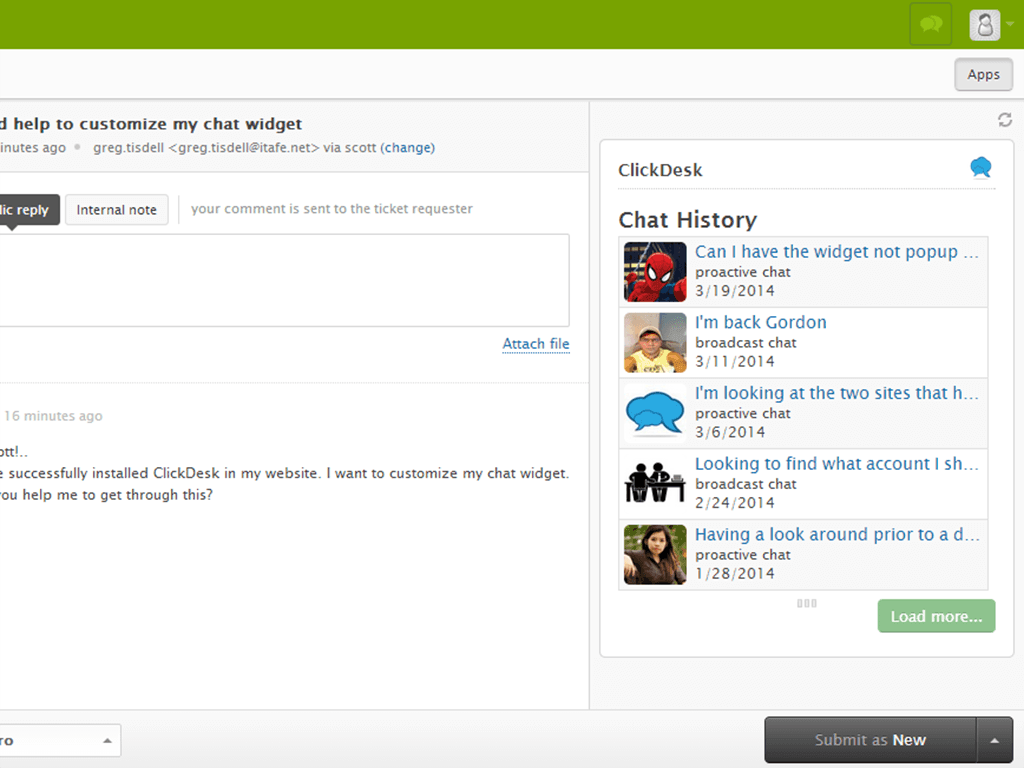 Apps
d help to customize my chat widget
inutes ago greg.tisdell <greg.tisdell@itafe.net> via scott (change)
lic reply Internal note your comment is sent to the ticket requester
Attach file
16 minutes ago
ott!..
e successfully installed ClickDesk in my website. I want to customize my chat widget.
you help me to get through this?
ClickDesk
Chat History
Can I have the widget not popup ...
proactive chat
3/19/2014
I'm back Gordon
broadcast chat
3/11/2014
I'm looking at the two sites that h...
proactive chat
3/6/2014
Looking to find what account I sh...
broadcast chat
2/24/2014
Having a look around prior to a d...
proactive chat
1/28/2014
Load more...
ro
Submit as New